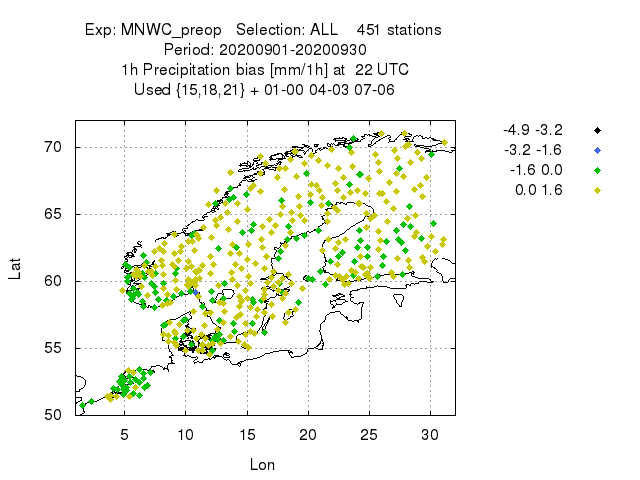 Exp: MNWC_preop   Selection: ALL    451 stations
Period: 20200901-20200930
1h Precipitation bias [mm/1h] at  22 UTC
Used {15,18,21} + 01-00 04-03 07-06
-4.9 -3.2
-3.2 -1.6
-1.6 0.0
0.0 1.6
70
65
60
55
50
Lat
5 10 15 20 25 30
Lon